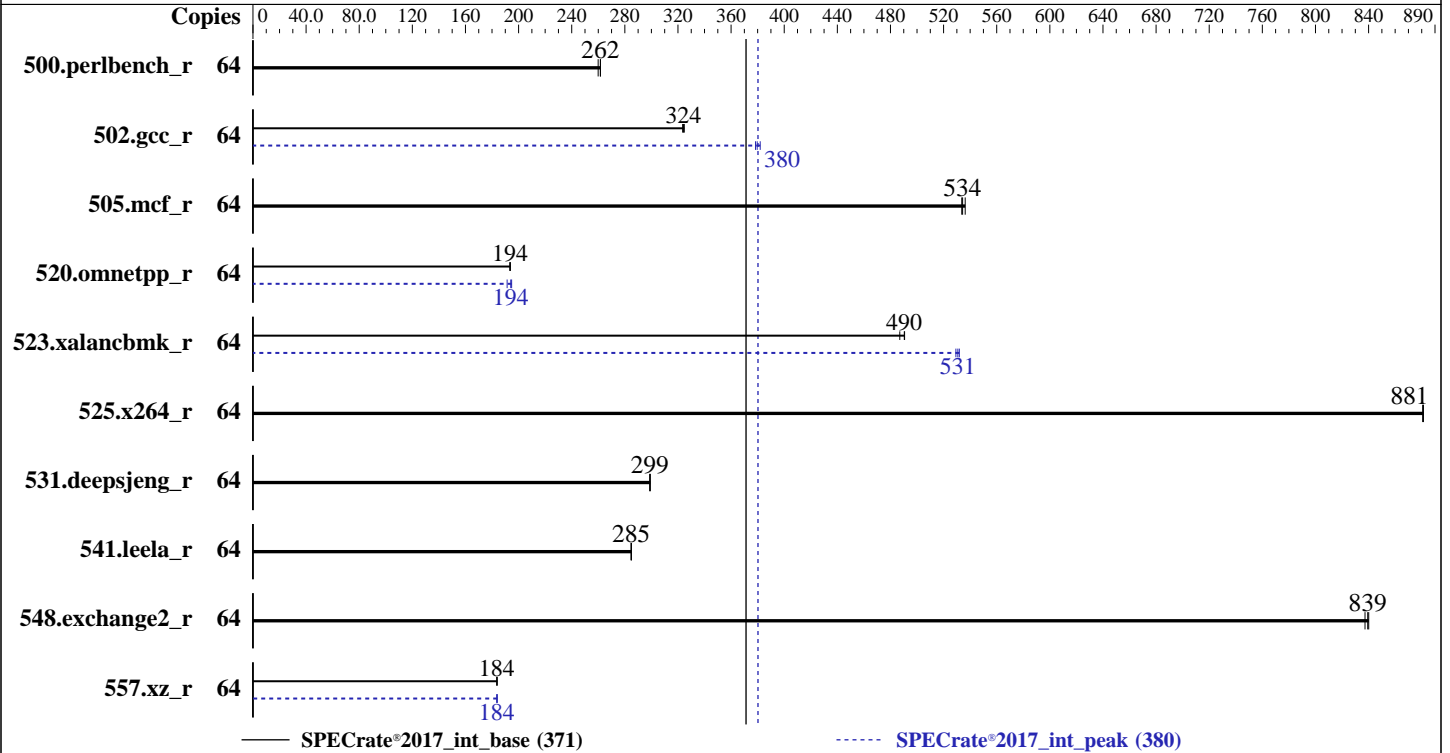 Copies 0 40.0 80.0 120 160 200 240 280 320 360 400 440 480 520 560 600 640 680 720 760 800 840 890
262
500.perlbench_r 64
324
502.gcc_r 64
380
534
505.mcf_r 64
194
520.omnetpp_r 64
194
490
523.xalancbmk_r 64
531
881
525.x264_r 64
299
531.deepsjeng_r 64
285
541.leela_r 64
839
548.exchange2_r 64
184
557.xz_r 64
184
SPECrate®2017_int_base (371) SPECrate®2017_int_peak (380)